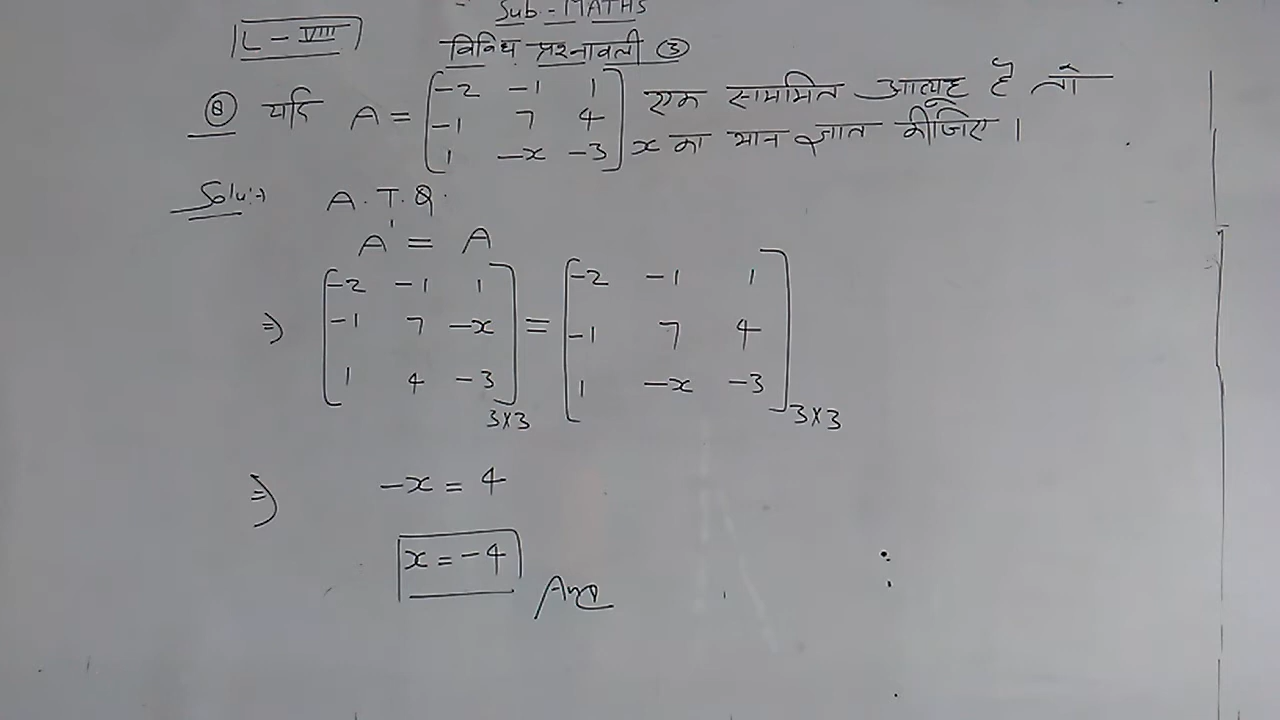 Sub - MATHS
L - VIII
विविध प्रश्नावली ③
⑧ यदि A = [-2 -1 1; -1 7 4; 1 -x -3] एक सममित आव्यूह है तो
x का मान ज्ञात कीजिए।
Solu:→ A.T.Q.
A' = A
⇒ [-2 -1 1; -1 7 -x; 1 4 -3] 3x3 = [-2 -1 1; -1 7 4; 1 -x -3] 3x3
⇒ -x = 4
x = -4
Ans